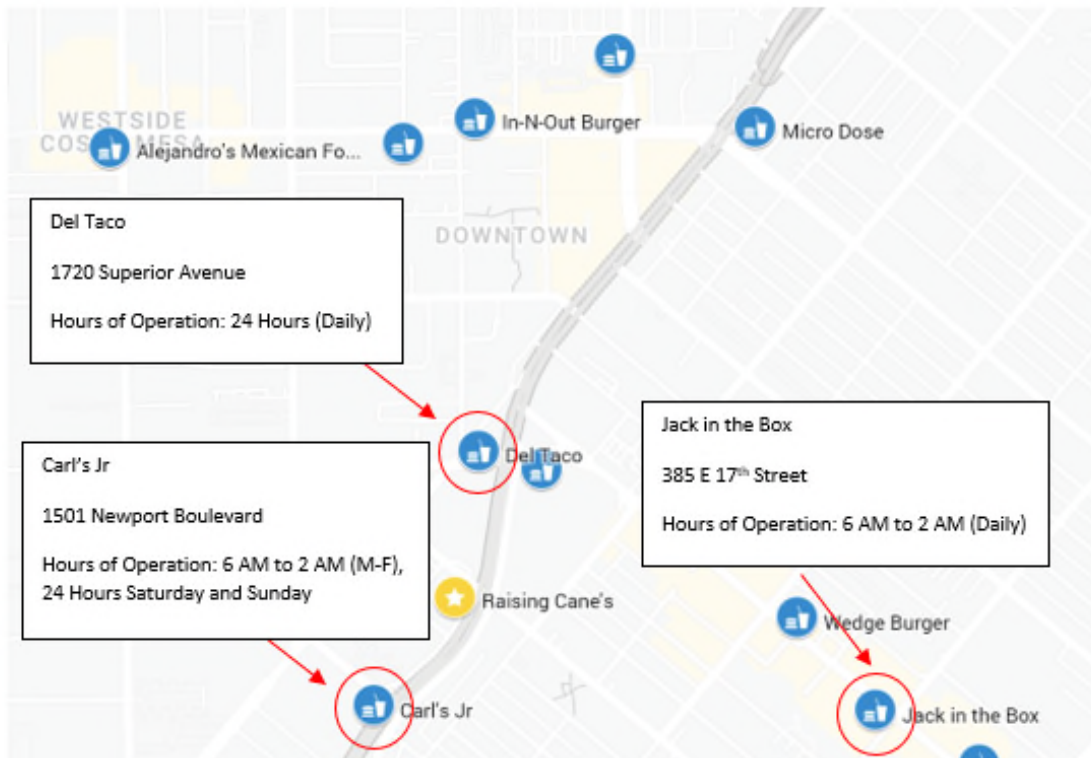 WESTSIDE
COSTA MESA
Alejandro's Mexican Fo...
In-N-Out Burger
Micro Dose
DOWNTOWN
Del Taco
1720 Superior Avenue
Hours of Operation: 24 Hours (Daily)
Del Taco
Jack in the Box
385 E 17th Street
Hours of Operation: 6 AM to 2 AM (Daily)
Carl's Jr
1501 Newport Boulevard
Hours of Operation: 6 AM to 2 AM (M-F),
24 Hours Saturday and Sunday
Raising Cane's
Wedge Burger
Carl's Jr
Jack in the Box